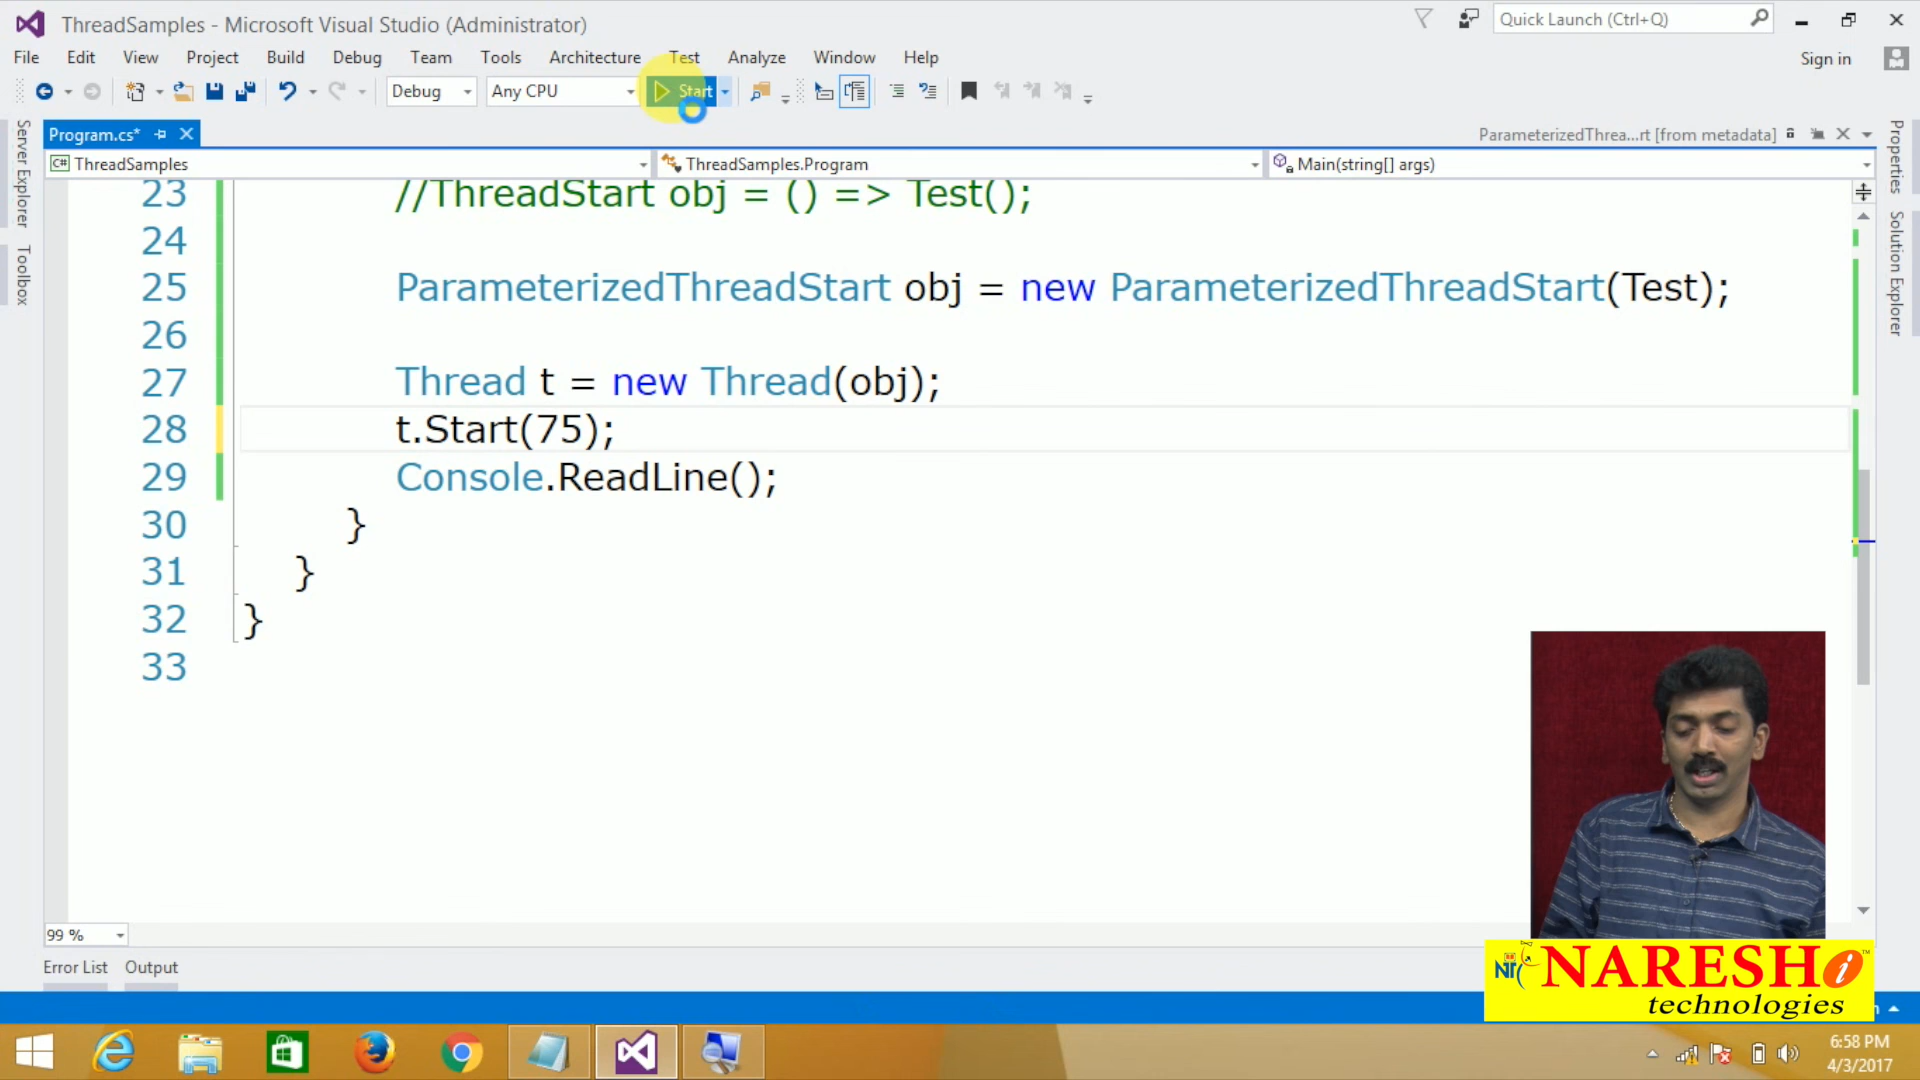 ThreadSamples - Microsoft Visual Studio (Administrator)
Quick Launch (Ctrl+Q)
File Edit View Project Build Debug Team Tools Architecture Test Analyze Window Help
Sign in
Debug Any CPU Start
Program.cs*
ParameterizedThrea...rt [from metadata]
C# ThreadSamples
ThreadSamples.Program
Main(string[] args)
Server Explorer
Toolbox
Properties
Solution Explorer
23 //ThreadStart obj = () => Test();
24
25 ParameterizedThreadStart obj = new ParameterizedThreadStart(Test);
26
27 Thread t = new Thread(obj);
28 t.Start(75);
29 Console.ReadLine();
30 }
31 }
32 }
33
99 %
Error List Output
NARESH i
technologies
6:58 PM
4/3/2017